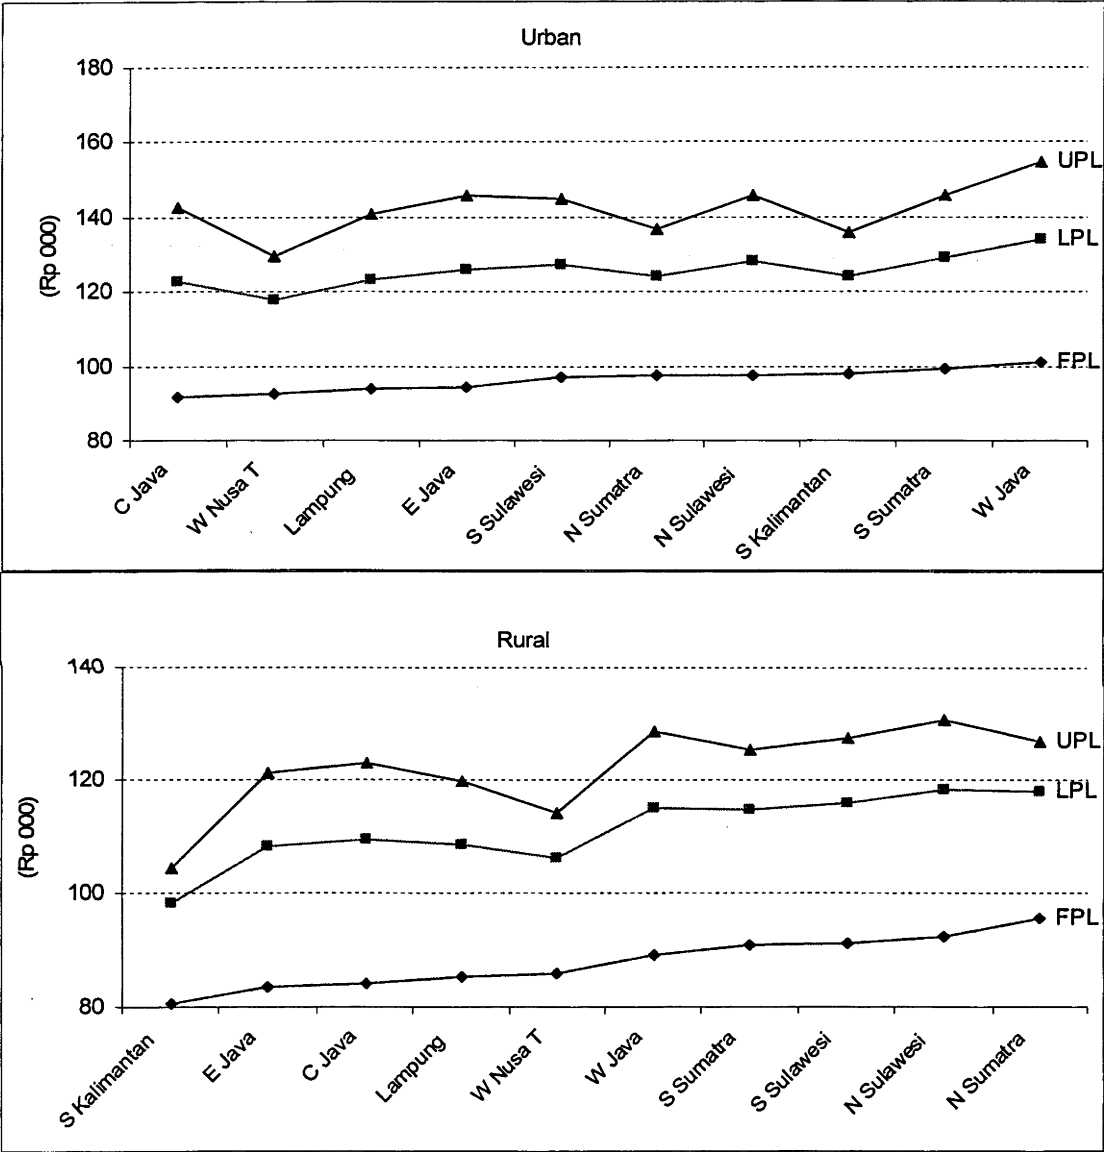 Urban
180
160
140
120
100
80
(Rp 000)
UPL
LPL
FPL
C Java
W Nusa T
Lampung
E Java
S Sulawesi
N Sumatra
N Sulawesi
S Kalimantan
S Sumatra
W Java
Rural
140
120
100
80
(Rp 000)
UPL
LPL
FPL
S Kalimantan
E Java
C Java
Lampung
W Nusa T
W Java
S Sumatra
S Sulawesi
N Sulawesi
N Sumatra